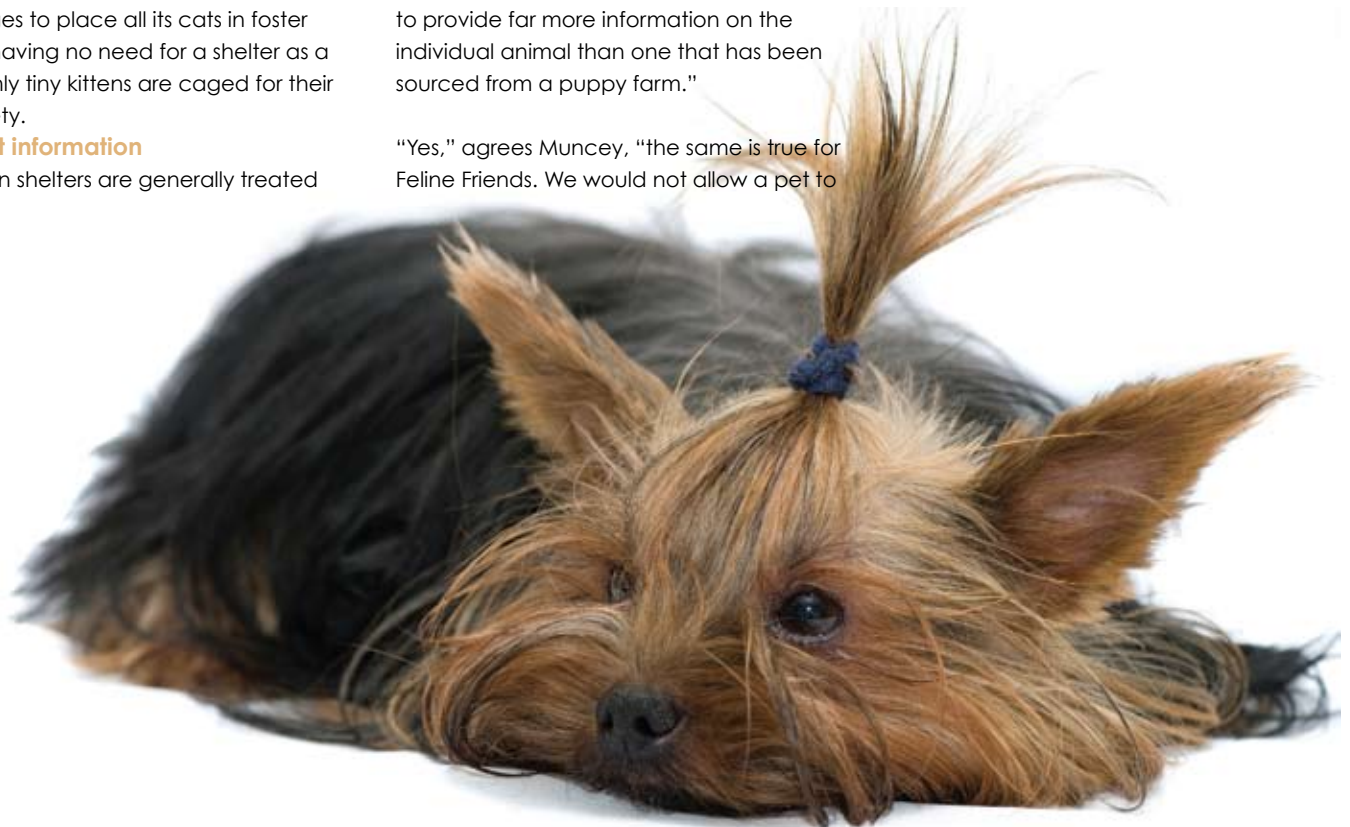 es to place all its cats in foster
aving no need for a shelter as a
nly tiny kittens are caged for their
ety.
t information
n shelters are generally treated
to provide far more information on the
individual animal than one that has been
sourced from a puppy farm.”
“Yes,” agrees Muncey, “the same is true for
Feline Friends. We would not allow a pet to